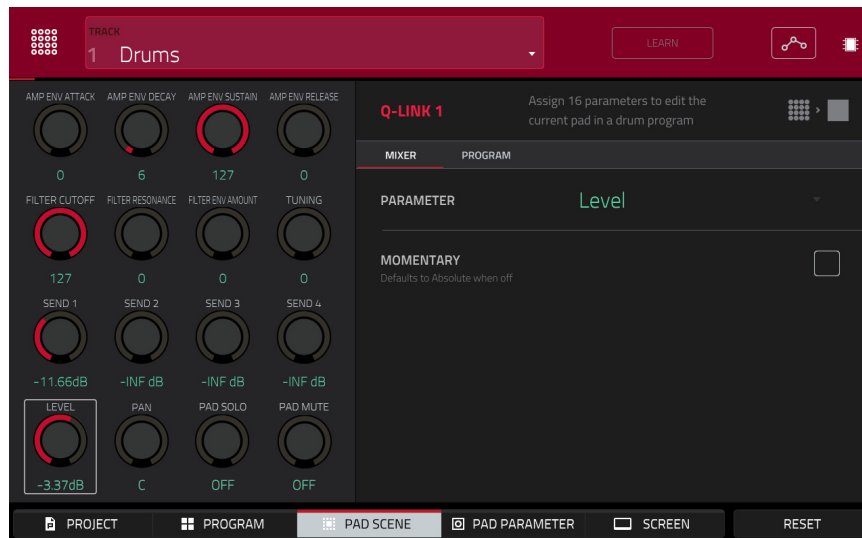 TRACK
1 Drums
LEARN
AMP ENV ATTACK AMP ENV DECAY AMP ENV SUSTAIN AMP ENV RELEASE
0 6 127 0
FILTER CUTOFF FILTER RESONANCE FILTER ENV AMOUNT TUNING
127 0 0 0
SEND 1 SEND 2 SEND 3 SEND 4
-11.66dB -INF dB -INF dB -INF dB
LEVEL PAN PAD SOLO PAD MUTE
-3.37dB C OFF OFF
Q-LINK 1
Assign 16 parameters to edit the
current pad in a drum program
MIXER PROGRAM
PARAMETER Level
MOMENTARY
Defaults to Absolute when off
PROJECT PROGRAM PAD SCENE PAD PARAMETER SCREEN RESET